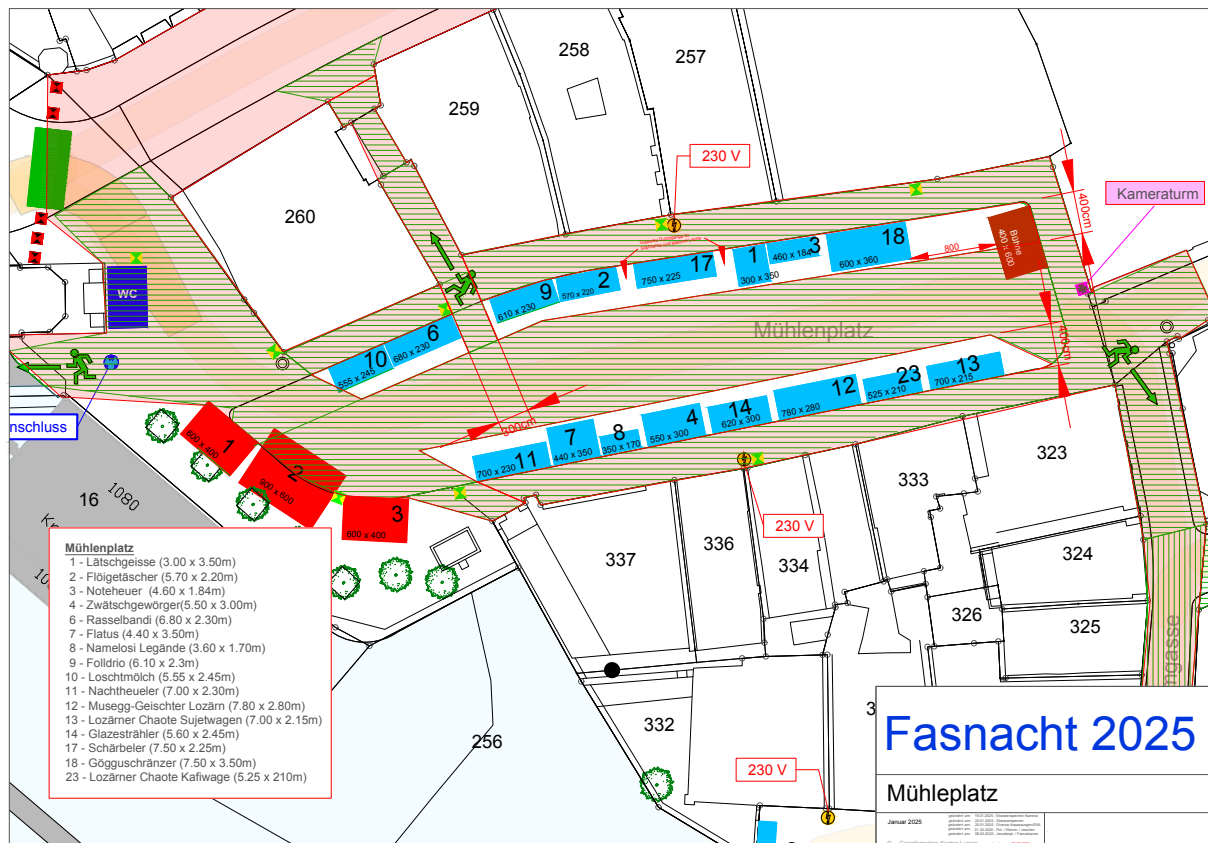 258
257
259
230 V
Kameraturm
400cm
260
Bühne
400 x 600
18
600 x 360
3
460 x 184
1
300 x 350
17
750 x 225
2
570 x 220
9
610 x 230
800
WC
6
680 x 230
10
555 x 245
Mühlenplatz
400cm
13
700 x 215
23
525 x 210
12
780 x 280
14
620 x 300
4
550 x 300
8
350 x 170
7
440 x 350
11
700 x 230
300cm
nschluss
1
600 x 400
2
900 x 600
3
600 x 400
16
1080
323
333
230 V
337
336
334
324
326
325
332
256
230 V
ngasse
Mühlenplatz
1 - Lätschgeisse (3.00 x 3.50m)
2 - Flöigetäscher (5.70 x 2.20m)
3 - Noteheuer (4.60 x 1.84m)
4 - Zwätschgewörger(5.50 x 3.00m)
6 - Rasselbandi (6.80 x 2.30m)
7 - Flatus (4.40 x 3.50m)
8 - Namelosi Legände (3.60 x 1.70m)
9 - Folldrio (6.10 x 2.3m)
10 - Loschtmölch (5.55 x 2.45m)
11 - Nachtheueler (7.00 x 2.30m)
12 - Musegg-Geischter Lozärn (7.80 x 2.80m)
13 - Lozärner Chaote Sujetwagen (7.00 x 2.15m)
14 - Glazesträhler (5.60 x 2.45m)
17 - Schärbeler (7.50 x 2.25m)
18 - Gögguschränzer (7.50 x 3.50m)
23 - Lozärner Chaote Kafiwage (5.25 x 210m)
Fasnacht 2025
Mühleplatz
Januar 2025